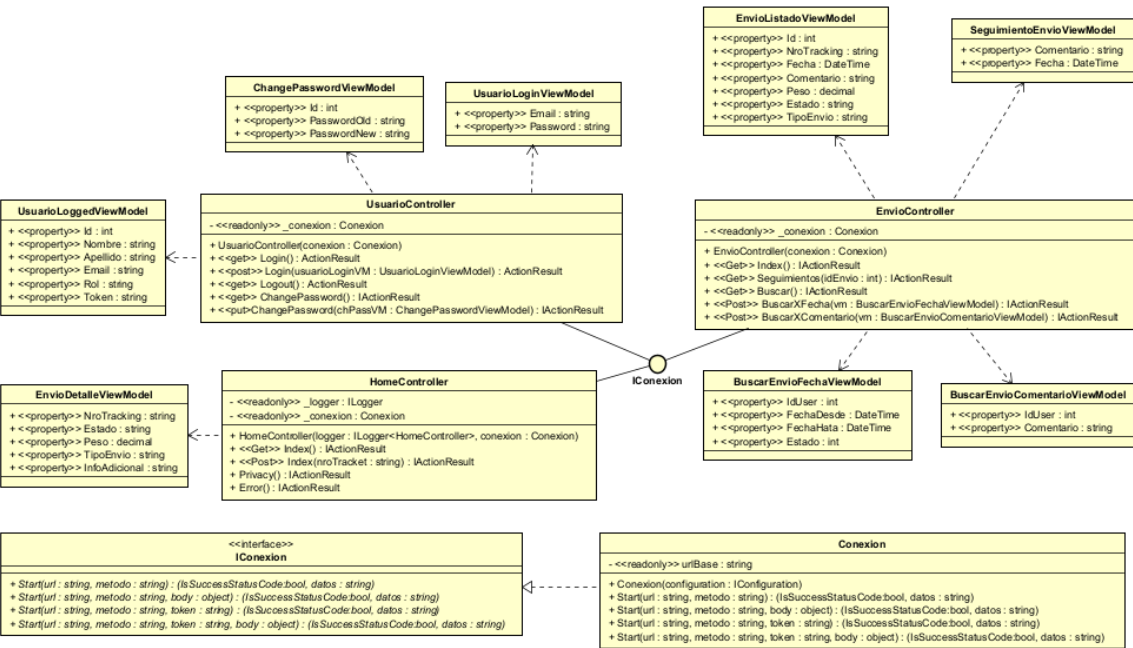 EnvioListadoViewModel
+ <<property>> Id : int
+ <<property>> NroTracking : string
+ <<property>> Fecha : DateTime
+ <<property>> Comentario : string
+ <<property>> Peso : decimal
+ <<property>> Estado : string
+ <<property>> TipoEnvio : string
SeguimientoEnvioViewModel
+ <<property>> Comentario : string
+ <<property>> Fecha : DateTime
ChangePasswordViewModel
+ <<property>> Id : int
+ <<property>> PasswordOld : string
+ <<property>> PasswordNew : string
UsuarioLoginViewModel
+ <<property>> Email : string
+ <<property>> Password : string
UsuarioLoggedViewModel
+ <<property>> Id : int
+ <<property>> Nombre : string
+ <<property>> Apellido : string
+ <<property>> Email : string
+ <<property>> Rol : string
+ <<property>> Token : string
UsuarioController
- <<readonly>> _conexion : Conexion
+ UsuarioController(conexion : Conexion)
+ <<get>> Login() : ActionResult
+ <<post>> Login(usuarioLoginVM : UsuarioLoginViewModel) : ActionResult
+ <<get>> Logout() : ActionResult
+ <<get>> ChangePassword() : IActionResult
+ <<put>ChangePassword(chPassVM : ChangePasswordViewModel) : IActionResult
EnvioController
- <<readonly>> _conexion : Conexion
+ EnvioController(conexion : Conexion)
+ <<Get>> Index() : IActionResult
+ <<Get>> Seguimientos(idEnvio : int) : IActionResult
+ <<Get>> Buscar() : IActionResult
+ <<Post>> BuscarXFecha(vm : BuscarEnvioFechaViewModel) : IActionResult
+ <<Post>> BuscarXComentario(vm : BuscarEnvioComentarioViewModel) : IActionResult
IConexion
EnvioDetalleViewModel
+ <<property>> NroTracking : string
+ <<property>> Estado : string
+ <<property>> Peso : decimal
+ <<property>> TipoEnvio : string
+ <<property>> InfoAdicional : string
HomeController
- <<readonly>> _logger : ILogger
- <<readonly>> _conexion : Conexion
+ HomeController(logger : ILogger<HomeController>, conexion : Conexion)
+ <<Get>> Index() : IActionResult
+ <<Post>> Index(nroTracket : string) : IActionResult
+ Privacy() : IActionResult
+ Error() : IActionResult
BuscarEnvioFechaViewModel
+ <<property>> IdUser : int
+ <<property>> FechaDesde : DateTime
+ <<property>> FechaHata : DateTime
+ <<property>> Estado : int
BuscarEnvioComentarioViewModel
+ <<property>> IdUser : int
+ <<property>> Comentario : string
<<interface>>
IConexion
+ Start(url : string, metodo : string) : (IsSuccessStatusCode:bool, datos : string)
+ Start(url : string, metodo : string, body : object) : (IsSuccessStatusCode:bool, datos : string)
+ Start(url : string, metodo : string, token : string) : (IsSuccessStatusCode:bool, datos : string)
+ Start(url : string, metodo : string, token : string, body : object) : (IsSuccessStatusCode:bool, datos : string)
Conexion
- <<readonly>> urlBase : string
+ Conexion(configuration : IConfiguration)
+ Start(url : string, metodo : string) : (IsSuccessStatusCode:bool, datos : string)
+ Start(url : string, metodo : string, body : object) : (IsSuccessStatusCode:bool, datos : string)
+ Start(url : string, metodo : string, token : string) : (IsSuccessStatusCode:bool, datos : string)
+ Start(url : string, metodo : string, token : string, body : object) : (IsSuccessStatusCode:bool, datos : string)